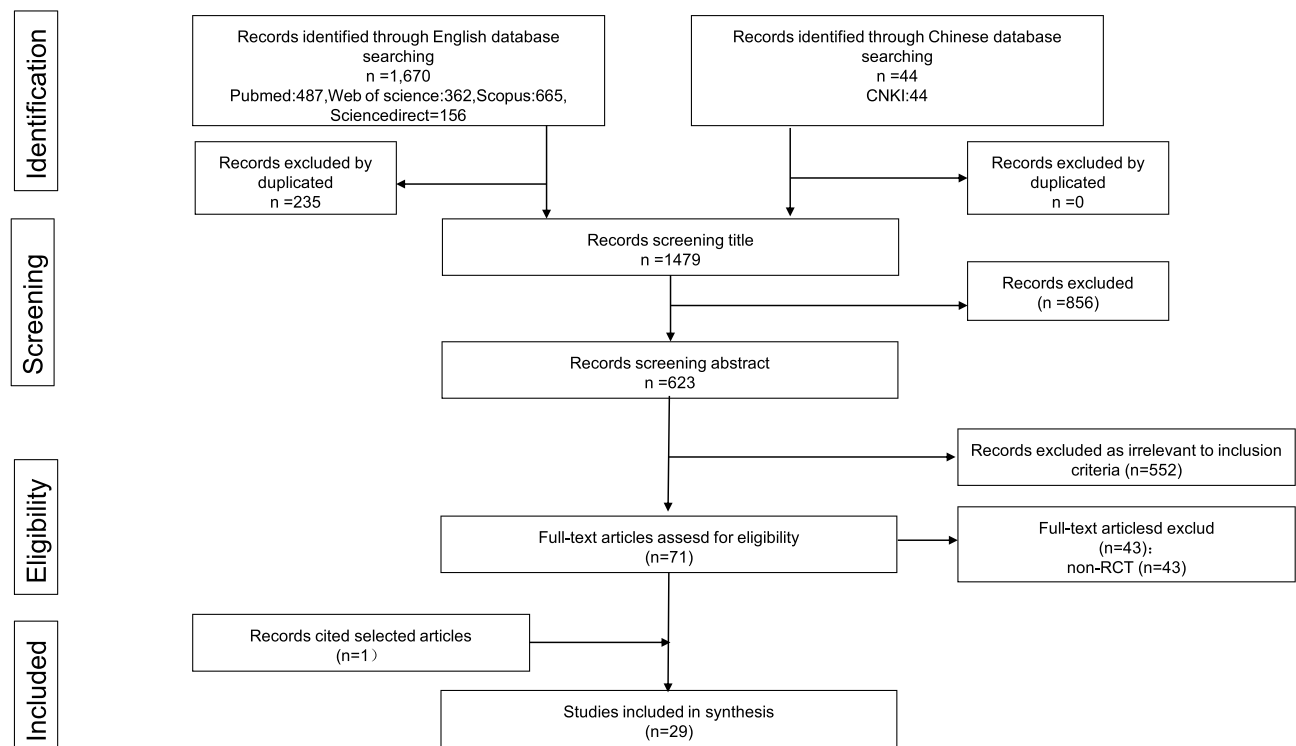 Identification
Records identified through English database
searching
n =1,670
Pubmed:487,Web of science:362,Scopus:665,
Sciencedirect=156
Records identified through Chinese database
searching
n =44
CNKI:44
Records excluded by
duplicated
n =235
Records excluded by
duplicated
n =0
Screening
Records screening title
n =1479
Records excluded
(n =856)
Records screening abstract
n =623
Eligibility
Records excluded as irrelevant to inclusion
criteria (n=552)
Full-text articles assesd for eligibility
(n=71)
Full-text articlesd exclud
(n=43)：
non-RCT (n=43)
Included
Records cited selected articles
(n=1）
Studies included in synthesis
(n=29)